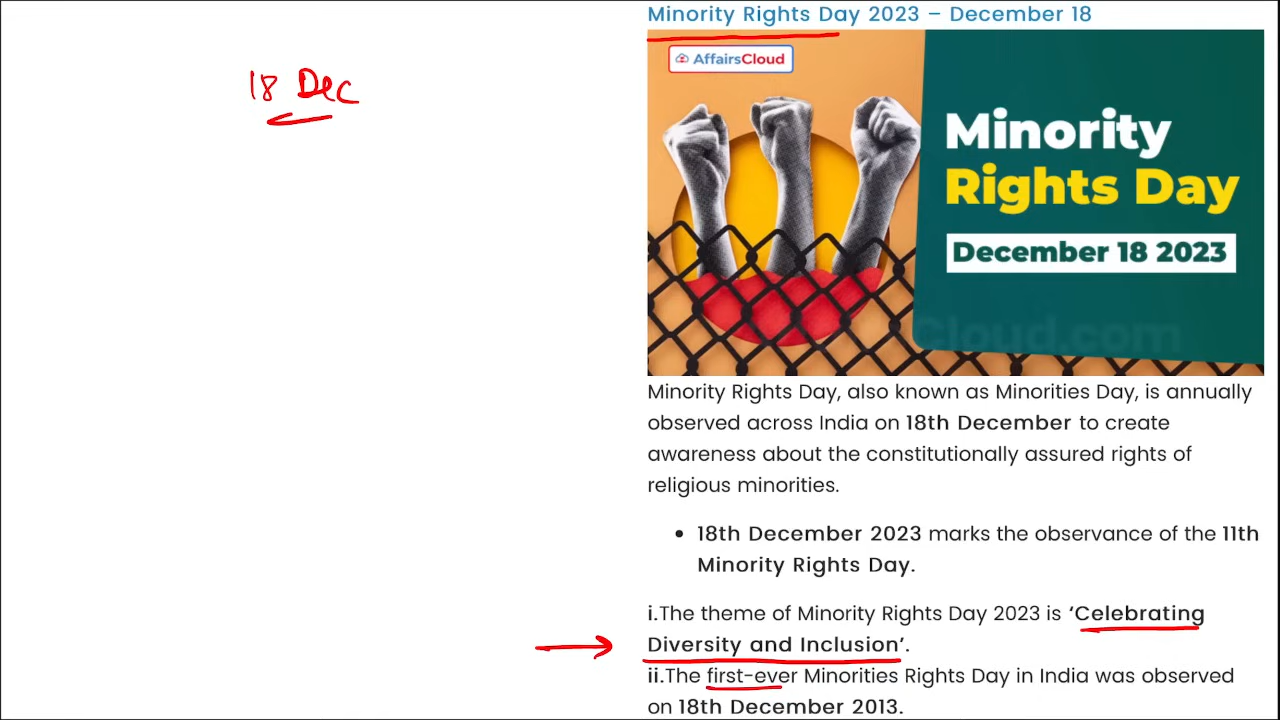 Minority Rights Day 2023 – December 18
18 Dec
AffairsCloud
Minority
Rights Day
December 18 2023
Cloud.com
Minority Rights Day, also known as Minorities Day, is annually
observed across India on 18th December to create
awareness about the constitutionally assured rights of
religious minorities.
• 18th December 2023 marks the observance of the 11th
Minority Rights Day.
i.The theme of Minority Rights Day 2023 is ‘Celebrating
Diversity and Inclusion’.
ii.The first-ever Minorities Rights Day in India was observed
on 18th December 2013.